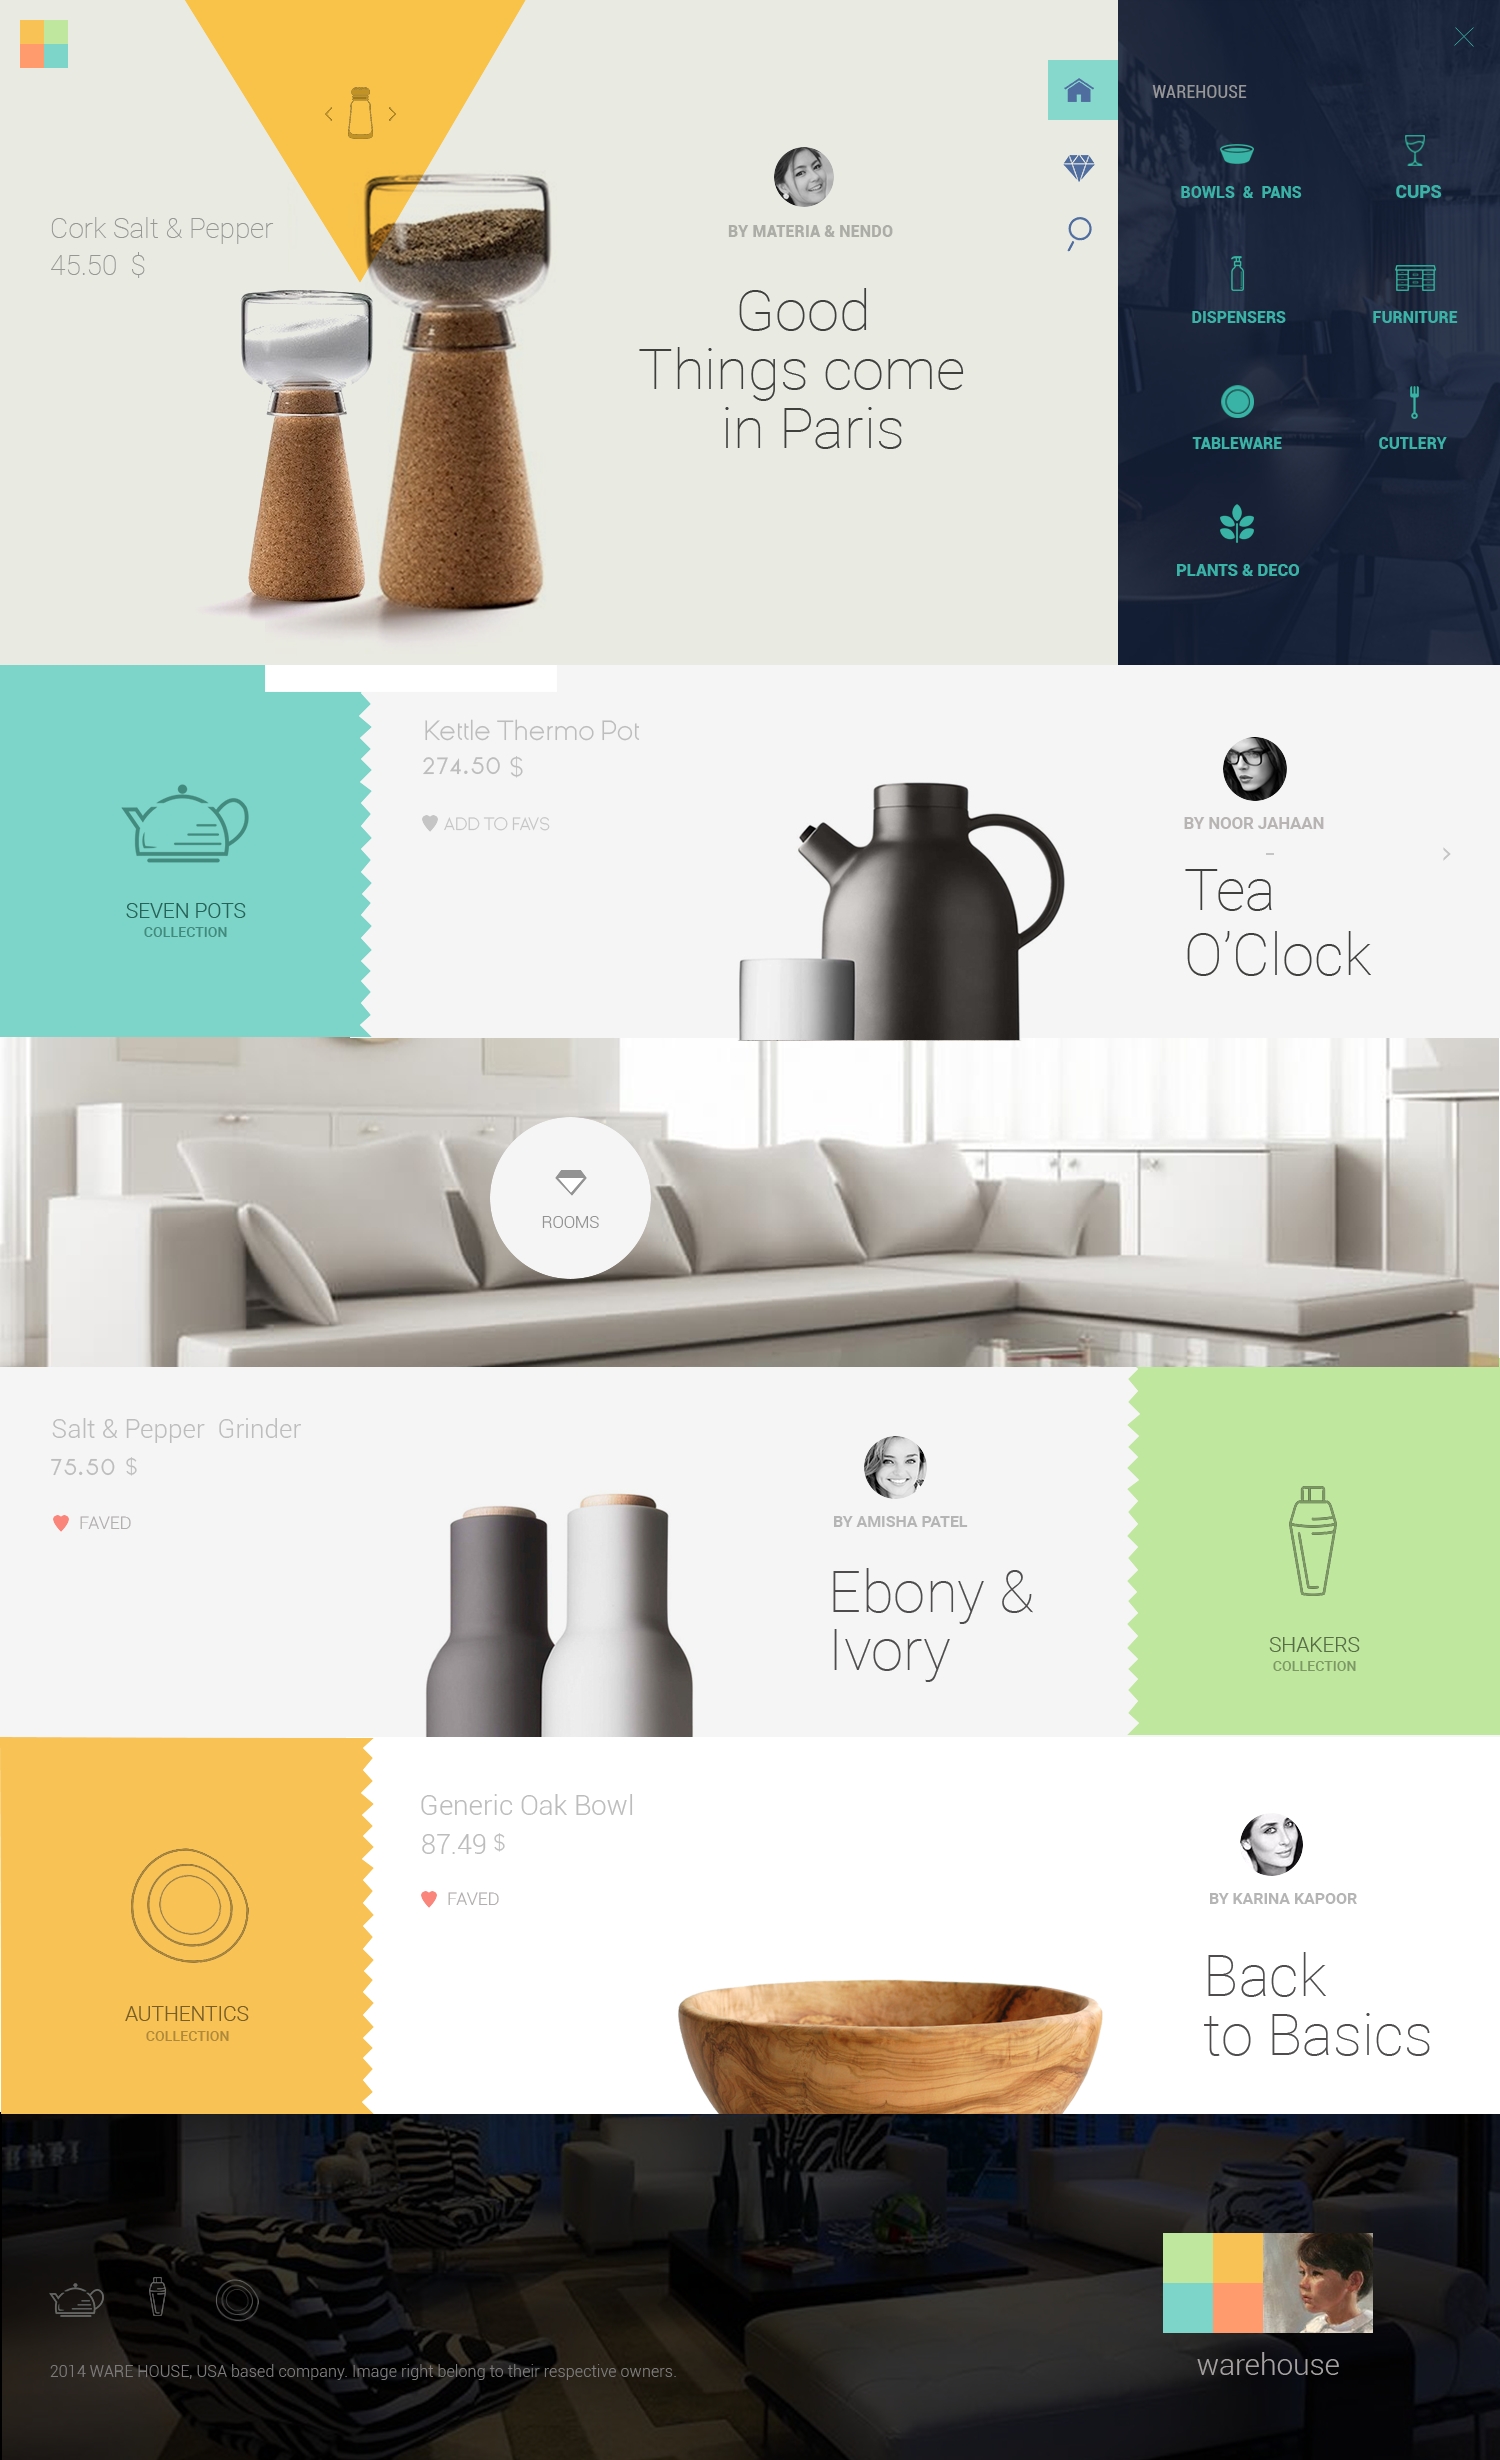 WAREHOUSE
BOWLS & PANS
CUPS
DISPENSERS
FURNITURE
TABLEWARE
CUTLERY
PLANTS & DECO
Cork Salt & Pepper
45.50 $
BY MATERIA & NENDO
Good
Things come
in Paris
SEVEN POTS
COLLECTION
Kettle Thermo Pot
274.50 $
ADD TO FAVS
BY NOOR JAHAAN
–
Tea
O’Clock
ROOMS
Salt & Pepper Grinder
75.50 $
FAVED
BY AMISHA PATEL
Ebony &
Ivory
SHAKERS
COLLECTION
AUTHENTICS
COLLECTION
Generic Oak Bowl
87.49 $
FAVED
BY KARINA KAPOOR
Back
to Basics
2014 WARE HOUSE, USA based company. Image right belong to their respective owners.
warehouse